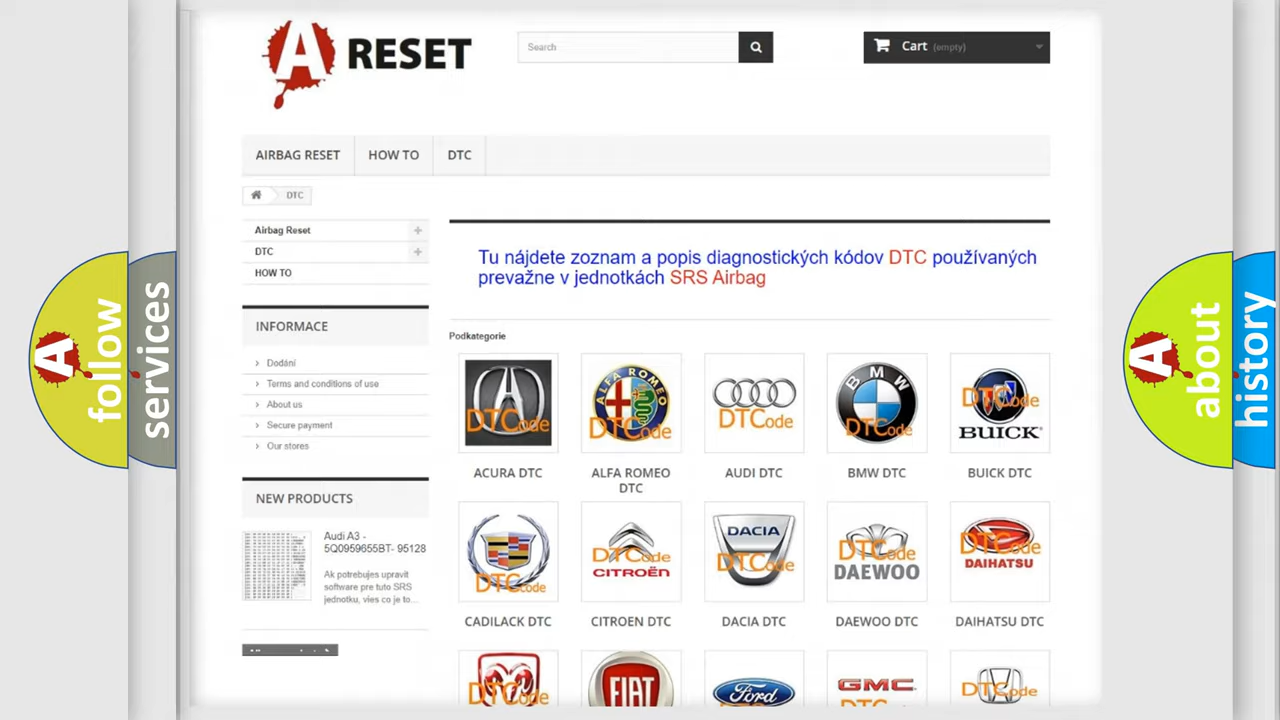 A RESET
Search
Cart (empty)
AIRBAG RESET
HOW TO
DTC
DTC
Airbag Reset
DTC
HOW TO
INFORMACE
Dodání
Terms and conditions of use
About us
Secure payment
Our stores
NEW PRODUCTS
Audi A3 -
5Q0959655BT- 95128
Ak potrebujes upravit
software pre tuto SRS
jednotku, vies co je to...
Tu nájdete zoznam a popis diagnostických kódov DTC používaných
prevažne v jednotkách SRS Airbag
Podkategorie
DTCode
ALFA ROMEO
DTCode
DTCode
BMW
DTCode
DTCode
BUICK
ACURA DTC
ALFA ROMEO
DTC
AUDI DTC
BMW DTC
BUICK DTC
DTCode
DTCode
CITROËN
DACIA
DTCode
DTCode
DAEWOO
DTCode
DAIHATSU
CADILACK DTC
CITROEN DTC
DACIA DTC
DAEWOO DTC
DAIHATSU DTC
DTCode
FIAT
Ford
GMC
DTCode
A follow
services
A about
history